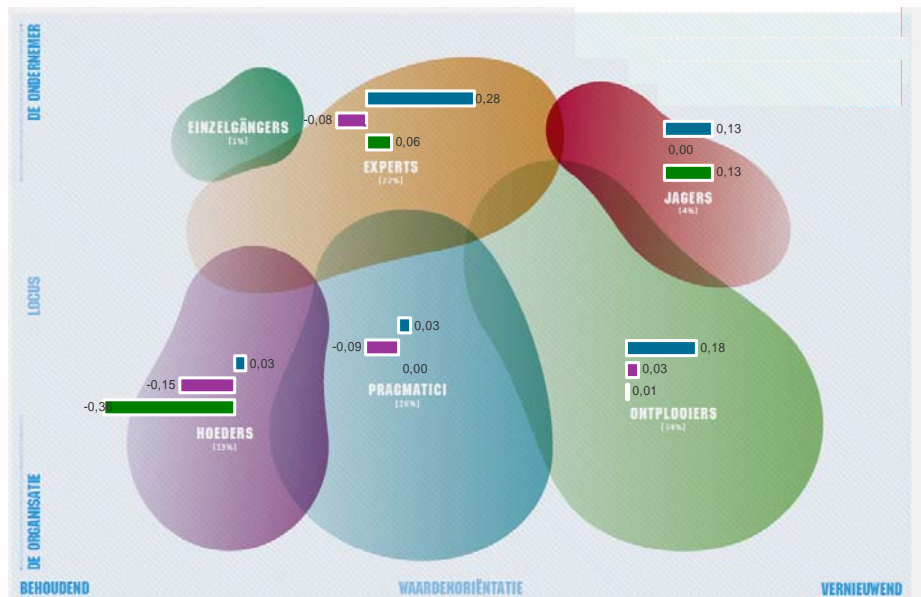 DE ONDERNEMER
LOCUS
DE ORGANISATIE
EINZELGÄNGERS
[1%]
0,28
-0,08
0,06
EXPERTS
[22%]
0,13
0,00
0,13
JAGERS
[4%]
0,03
-0,15
-0,3
HOEDERS
[13%]
0,03
-0,09
0,00
PRAGMATICI
[26%]
0,18
0,03
0,01
ONTPLOOIERS
[34%]
BEHOUDEND
WAARDENORIËNTATIE
VERNIEUWEND